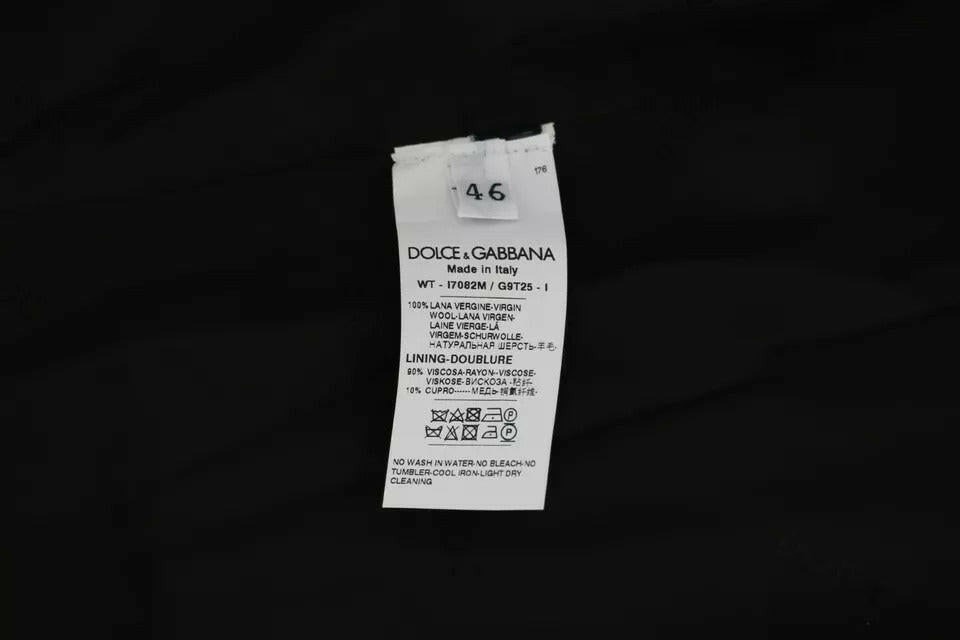 176
46
DOLCE & GABBANA
Made in Italy
WT - I7082M / G9T25 - I
100% LANA VERGINE-VIRGIN
WOOL-LANA VIRGEN-
LAINE VIERGE-LÃ
VIRGEM-SCHURWOLLE-
НАТУРАЛЬНАЯ ШЕРСТЬ-羊毛-
LINING-DOUBLURE
90% VISCOSA-RAYON--VISCOSE-
VISKOSE-ВИСКОЗА -粘纤-
10% CUPRO------МЕДЬ-铜氨纤维-
NO WASH IN WATER-NO BLEACH-NO
TUMBLER-COOL IRON-LIGHT DRY
CLEANING